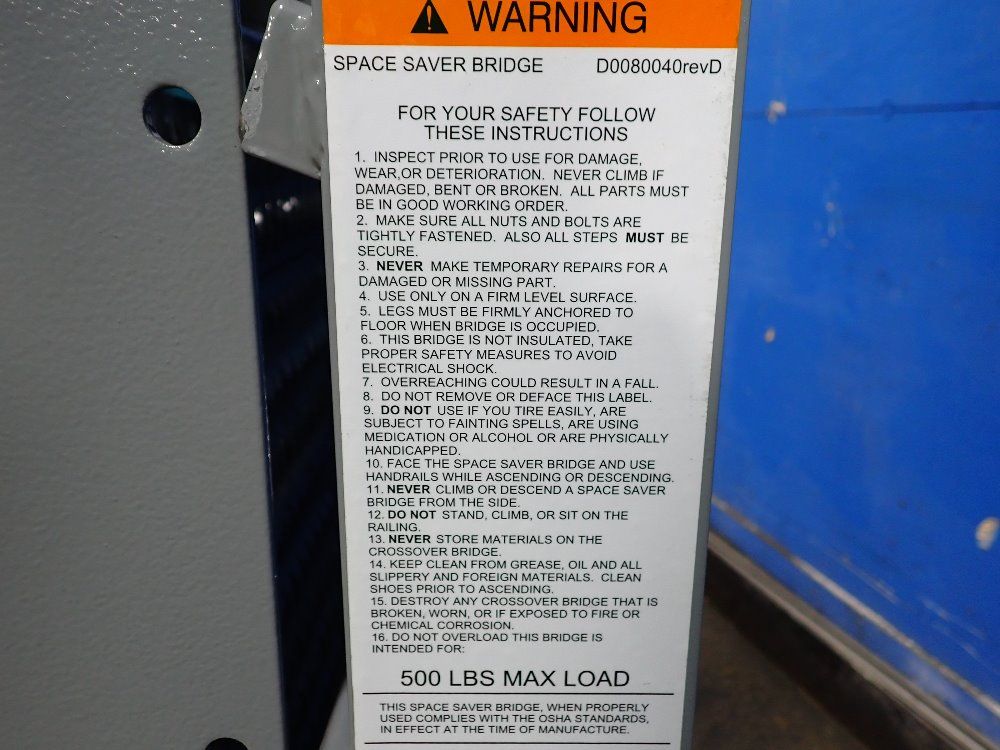 WARNING
SPACE SAVER BRIDGE D0080040revD
FOR YOUR SAFETY FOLLOW
THESE INSTRUCTIONS
1. INSPECT PRIOR TO USE FOR DAMAGE,
WEAR,OR DETERIORATION. NEVER CLIMB IF
DAMAGED, BENT OR BROKEN. ALL PARTS MUST
BE IN GOOD WORKING ORDER.
2. MAKE SURE ALL NUTS AND BOLTS ARE
TIGHTLY FASTENED. ALSO ALL STEPS MUST BE
SECURE.
3. NEVER MAKE TEMPORARY REPAIRS FOR A
DAMAGED OR MISSING PART.
4. USE ONLY ON A FIRM LEVEL SURFACE.
5. LEGS MUST BE FIRMLY ANCHORED TO
FLOOR WHEN BRIDGE IS OCCUPIED.
6. THIS BRIDGE IS NOT INSULATED, TAKE
PROPER SAFETY MEASURES TO AVOID
ELECTRICAL SHOCK.
7. OVERREACHING COULD RESULT IN A FALL.
8. DO NOT REMOVE OR DEFACE THIS LABEL.
9. DO NOT USE IF YOU TIRE EASILY, ARE
SUBJECT TO FAINTING SPELLS, ARE USING
MEDICATION OR ALCOHOL OR ARE PHYSICALLY
HANDICAPPED.
10. FACE THE SPACE SAVER BRIDGE AND USE
HANDRAILS WHILE ASCENDING OR DESCENDING.
11. NEVER CLIMB OR DESCEND A SPACE SAVER
BRIDGE FROM THE SIDE.
12. DO NOT STAND, CLIMB, OR SIT ON THE
RAILING.
13. NEVER STORE MATERIALS ON THE
CROSSOVER BRIDGE.
14. KEEP CLEAN FROM GREASE, OIL AND ALL
SLIPPERY AND FOREIGN MATERIALS. CLEAN
SHOES PRIOR TO ASCENDING.
15. DESTROY ANY CROSSOVER BRIDGE THAT IS
BROKEN, WORN, OR IF EXPOSED TO FIRE OR
CHEMICAL CORROSION.
16. DO NOT OVERLOAD THIS BRIDGE IS
INTENDED FOR:
500 LBS MAX LOAD
THIS SPACE SAVER BRIDGE, WHEN PROPERLY
USED COMPLIES WITH THE OSHA STANDARDS,
IN EFFECT AT THE TIME OF MANUFACTURE.